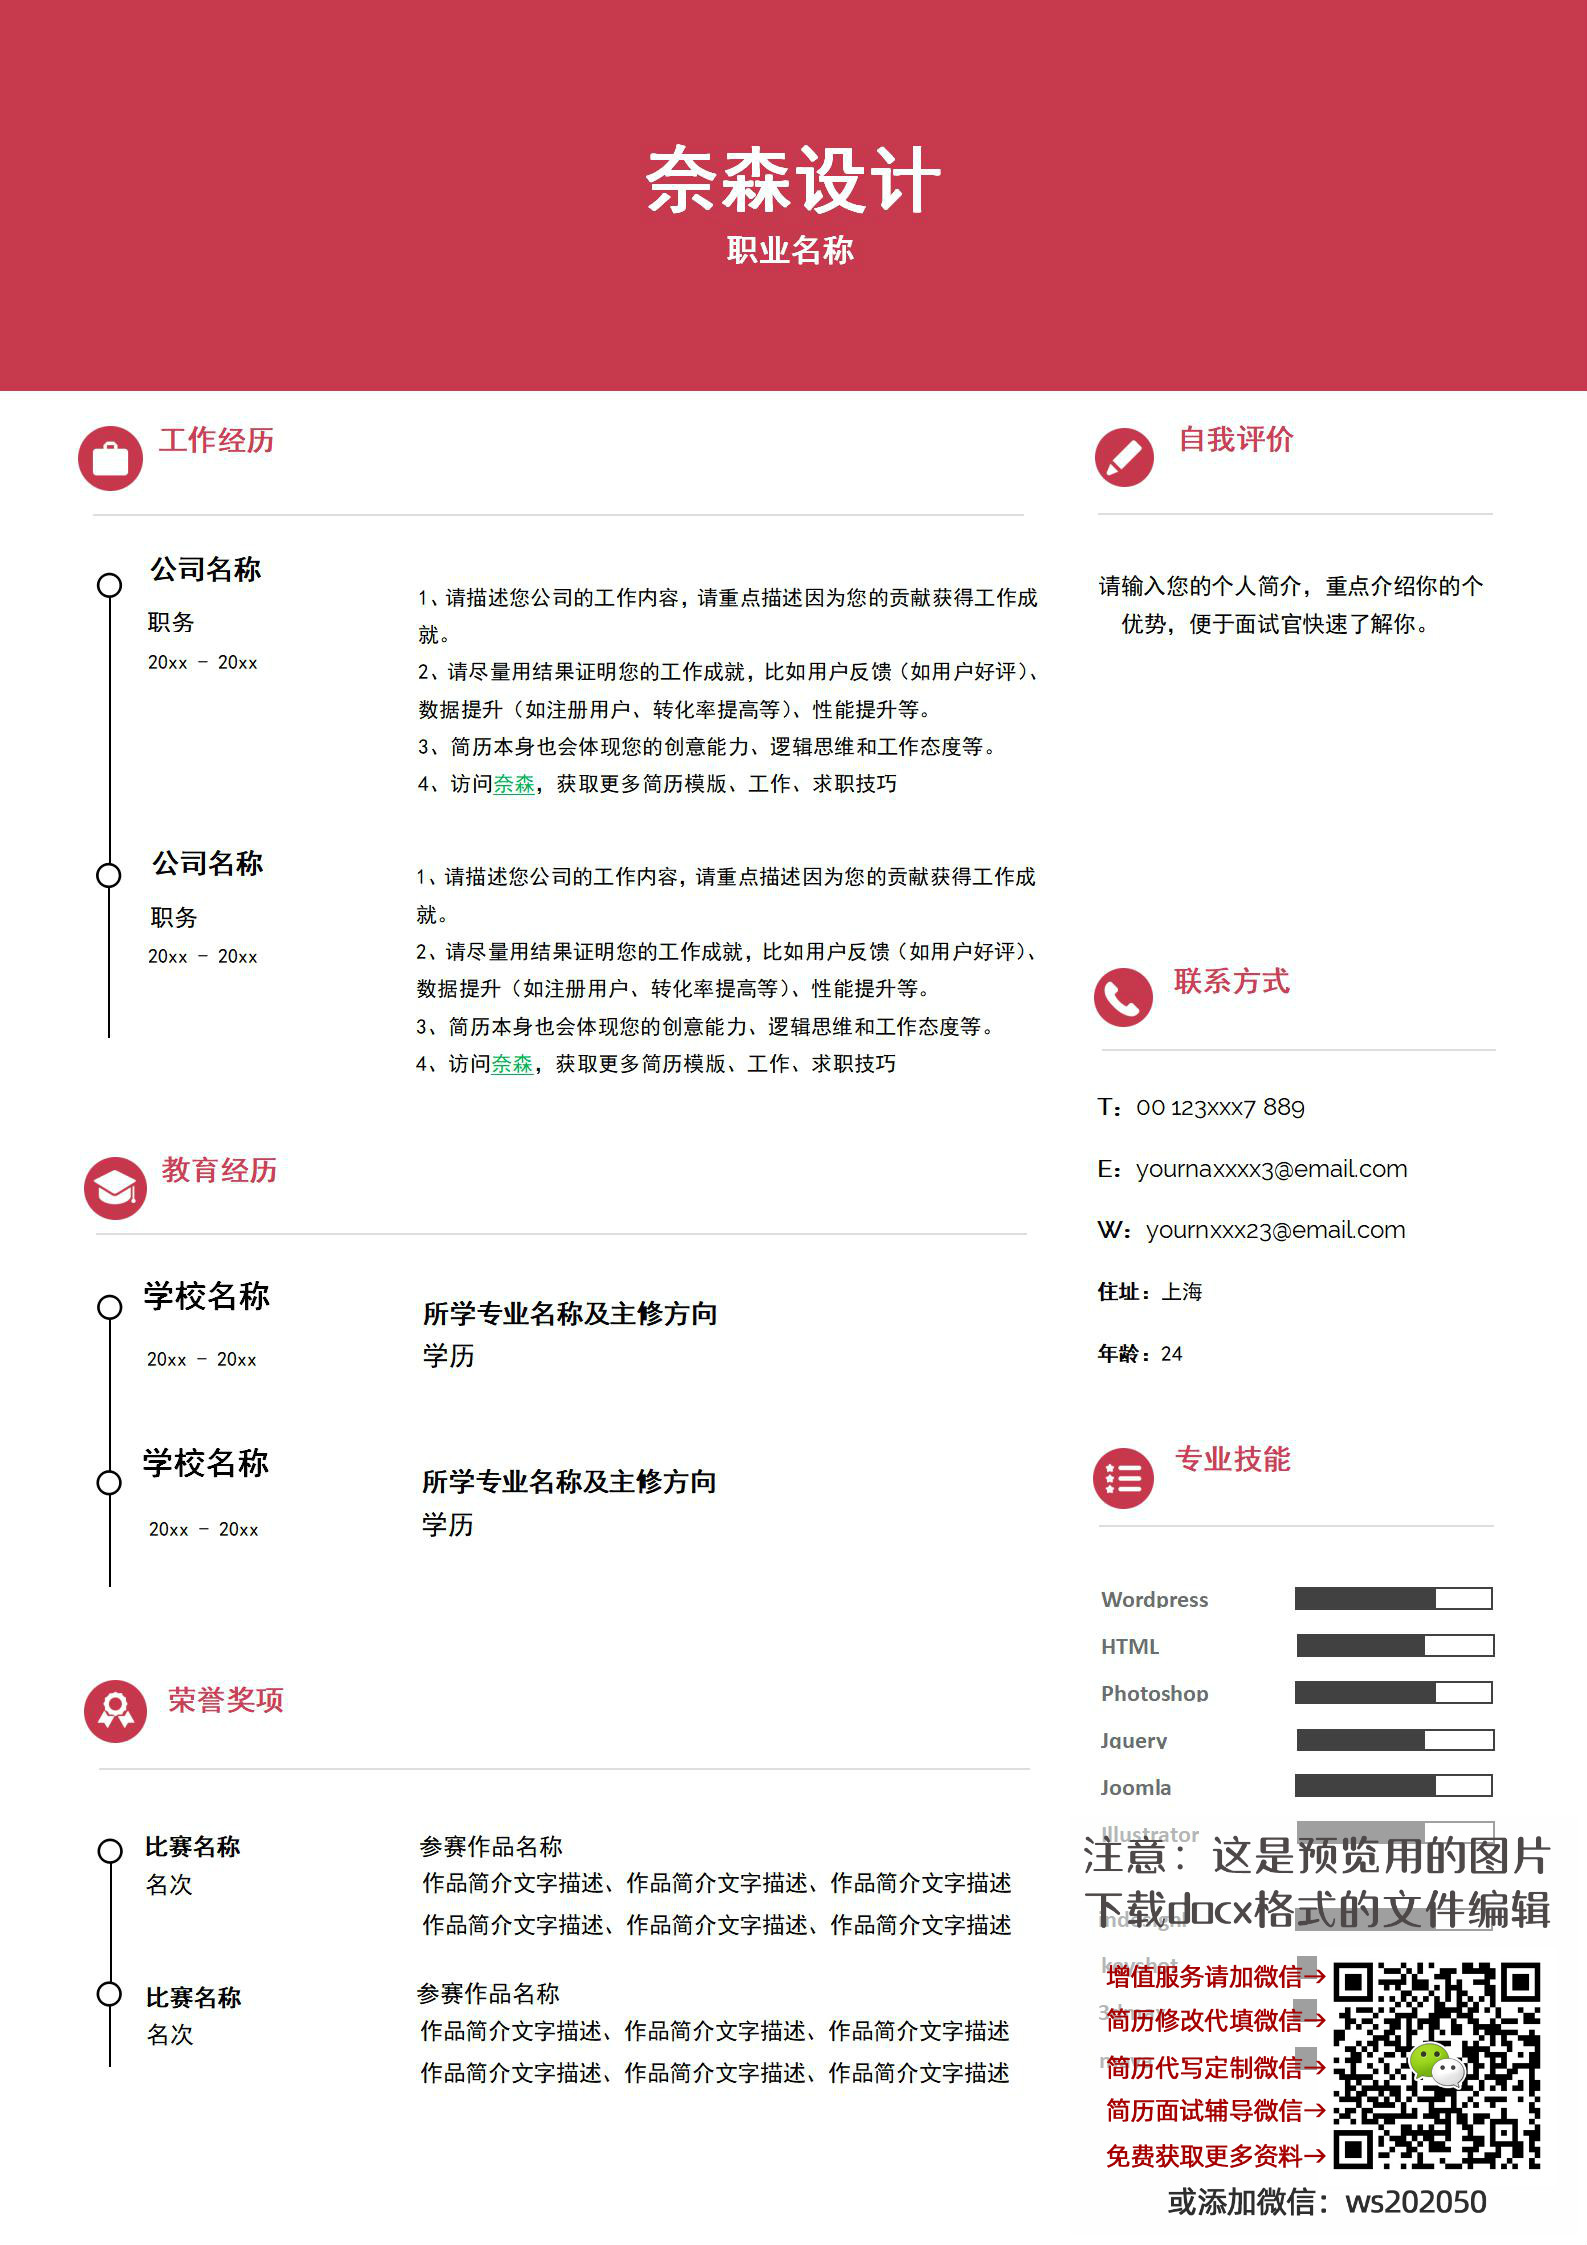 奈森设计
职业名称
工作经历
公司名称
职务
20xx - 20xx
1、请描述您公司的工作内容，请重点描述因为您的贡献获得工作成
就。
2、请尽量用结果证明您的工作成就，比如用户反馈（如用户好评）、
数据提升（如注册用户、转化率提高等）、性能提升等。
3、简历本身也会体现您的创意能力、逻辑思维和工作态度等。
4、访问奈森，获取更多简历模版、工作、求职技巧
公司名称
职务
20xx - 20xx
1、请描述您公司的工作内容，请重点描述因为您的贡献获得工作成
就。
2、请尽量用结果证明您的工作成就，比如用户反馈（如用户好评）、
数据提升（如注册用户、转化率提高等）、性能提升等。
3、简历本身也会体现您的创意能力、逻辑思维和工作态度等。
4、访问奈森，获取更多简历模版、工作、求职技巧
教育经历
学校名称
20xx - 20xx
所学专业名称及主修方向
学历
学校名称
20xx - 20xx
所学专业名称及主修方向
学历
荣誉奖项
比赛名称
名次
参赛作品名称
作品简介文字描述、作品简介文字描述、作品简介文字描述
作品简介文字描述、作品简介文字描述、作品简介文字描述
比赛名称
名次
参赛作品名称
作品简介文字描述、作品简介文字描述、作品简介文字描述
作品简介文字描述、作品简介文字描述、作品简介文字描述
自我评价
请输入您的个人简介，重点介绍你的个
优势，便于面试官快速了解你。
联系方式
T：00 123xxx7 889
E：yournaxxxx3@email.com
W：yournxxx23@email.com
住址：上海
年龄：24
专业技能
Wordpress
HTML
Photoshop
Jquery
Joomla
Illustrator
注意：这是预览用的图片
下载docx格式的文件编辑
增值服务请加微信→
简历修改代填微信→
简历代写定制微信→
简历面试辅导微信→
免费获取更多资料→
或添加微信：ws202050